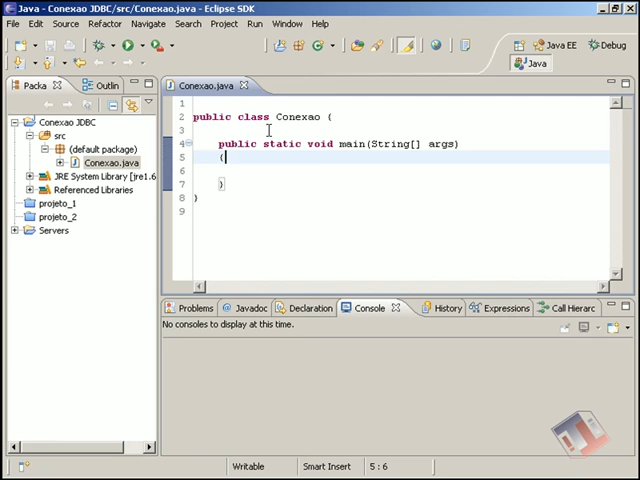 Java - Conexao JDBC/src/Conexao.java - Eclipse SDK
File Edit Source Refactor Navigate Search Project Run Window Help
Java EE Debug
Java
Packa Outlin
Conexao JDBC
src
(default package)
Conexao.java
JRE System Library [jre1.6
Referenced Libraries
projeto_1
projeto_2
Servers
Conexao.java
1
2 public class Conexao {
3
4 public static void main(String[] args)
5 {
6
7 }
8 }
9
Problems Javadoc Declaration Console History Expressions Call Hierarc
No consoles to display at this time.
Writable Smart Insert 5 : 6